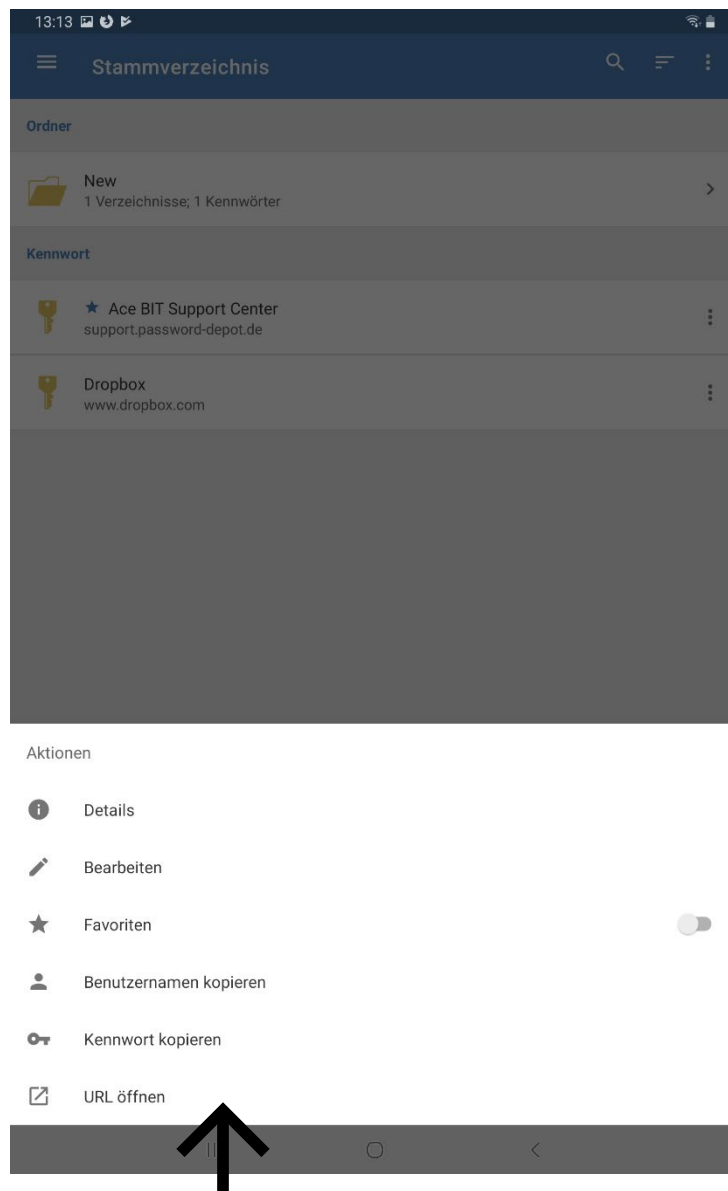 13:13
Stammverzeichnis
Ordner
New
1 Verzeichnisse; 1 Kennwörter
Kennwort
Ace BIT Support Center
support.password-depot.de
Dropbox
www.dropbox.com
Aktionen
Details
Bearbeiten
Favoriten
Benutzernamen kopieren
Kennwort kopieren
URL öffnen